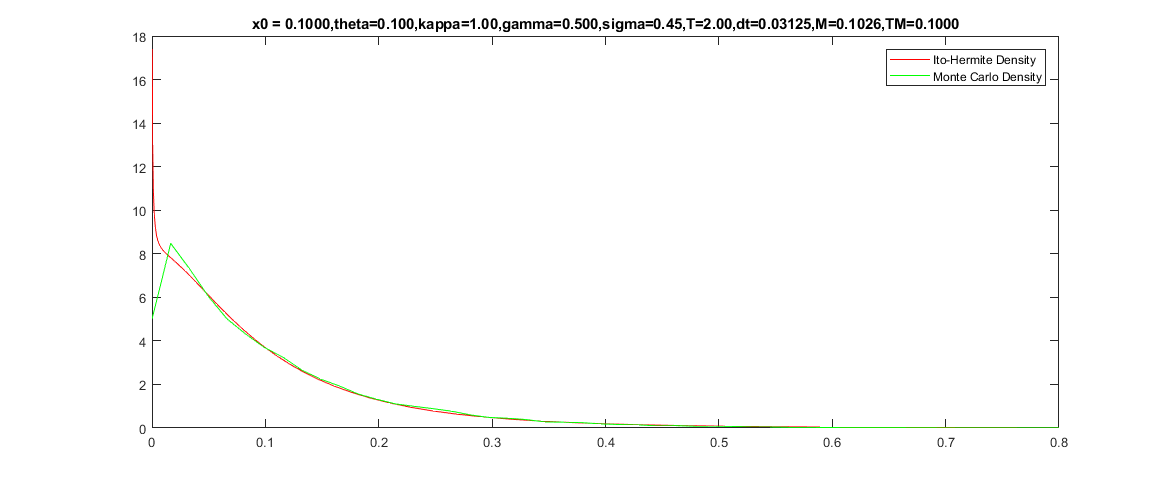 x0 = 0.1000,theta=0.100,kappa=1.00,gamma=0.500,sigma=0.45,T=2.00,dt=0.03125,M=0.1026,TM=0.1000
18
16
14
12
10
8
6
4
2
0
Ito-Hermite Density
Monte Carlo Density
0 0.1 0.2 0.3 0.4 0.5 0.6 0.7 0.8